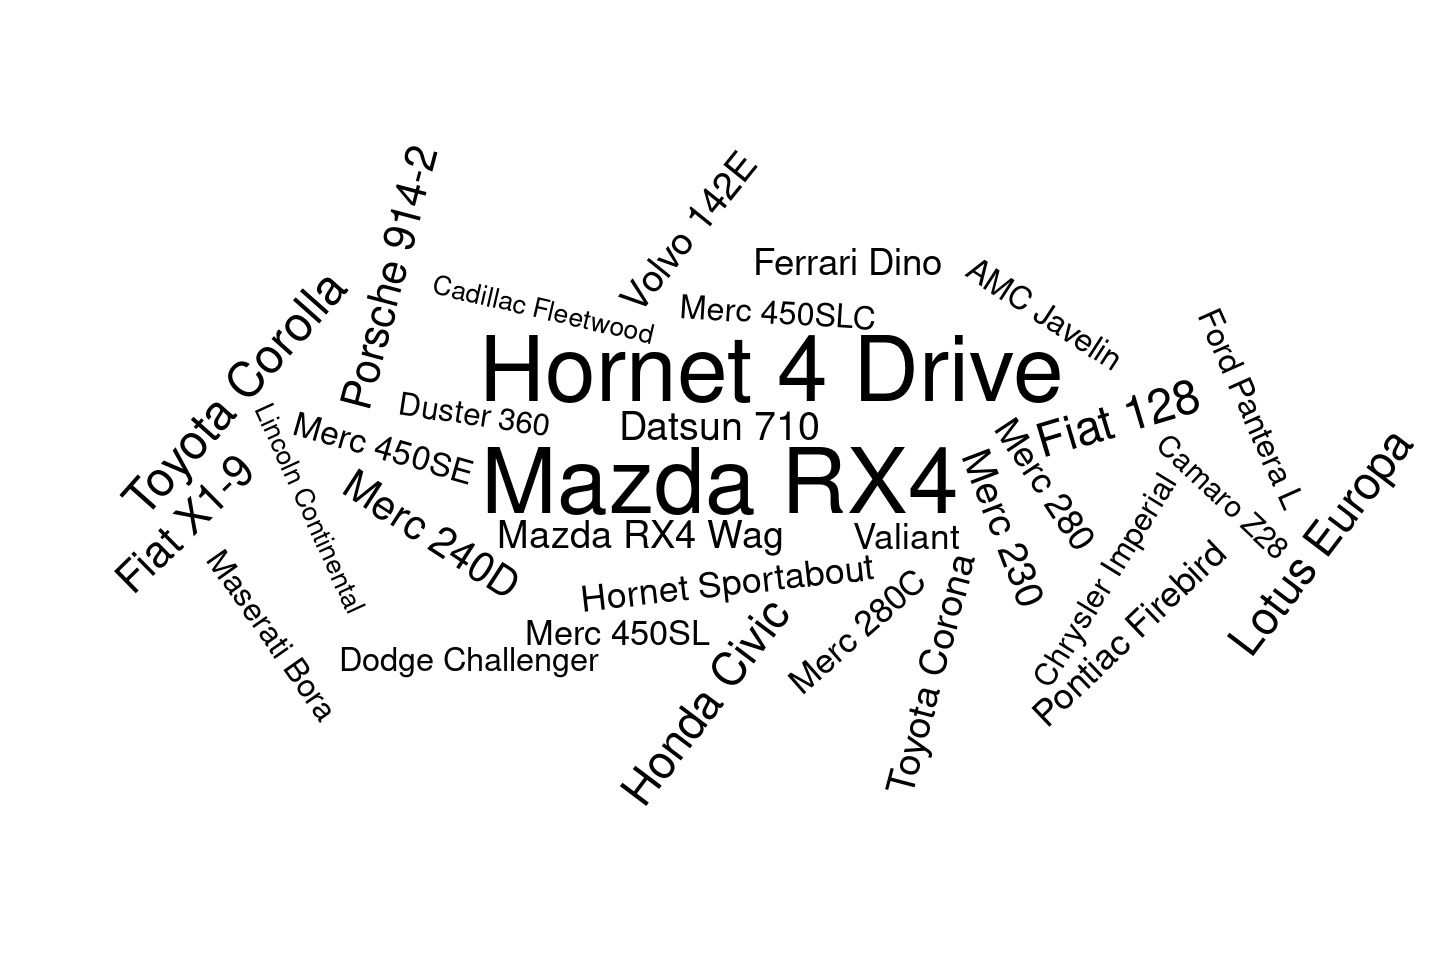 Porsche 914-2
Volvo 142E
Ferrari Dino
AMC Javelin
Toyota Corolla
Cadillac Fleetwood
Merc 450SLC
Ford Pantera L
Hornet 4 Drive
Duster 360
Datsun 710
Fiat 128
Merc 450SE
Lincoln Continental
Fiat X1-9
Mazda RX4
Merc 280
Camaro Z28
Lotus Europa
Merc 240D
Mazda RX4 Wag
Valiant
Merc 230
Chrysler Imperial
Hornet Sportabout
Maserati Bora
Merc 450SL
Merc 280C
Pontiac Firebird
Dodge Challenger
Honda Civic
Toyota Corona